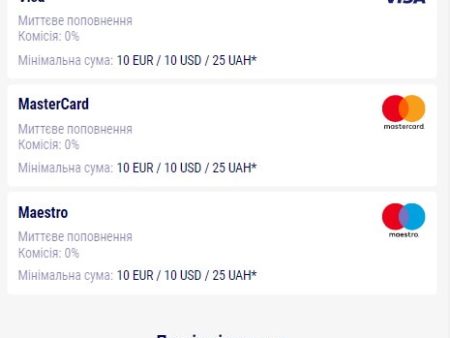 Visa
VISA
Миттєве поповнення
Комісія: 0%
Мінімальна сума: 10 EUR / 10 USD / 25 UAH*
MasterCard
mastercard.
Миттєве поповнення
Комісія: 0%
Мінімальна сума: 10 EUR / 10 USD / 25 UAH*
Maestro
maestro.
Миттєве поповнення
Комісія: 0%
Мінімальна сума: 10 EUR / 10 USD / 25 UAH*